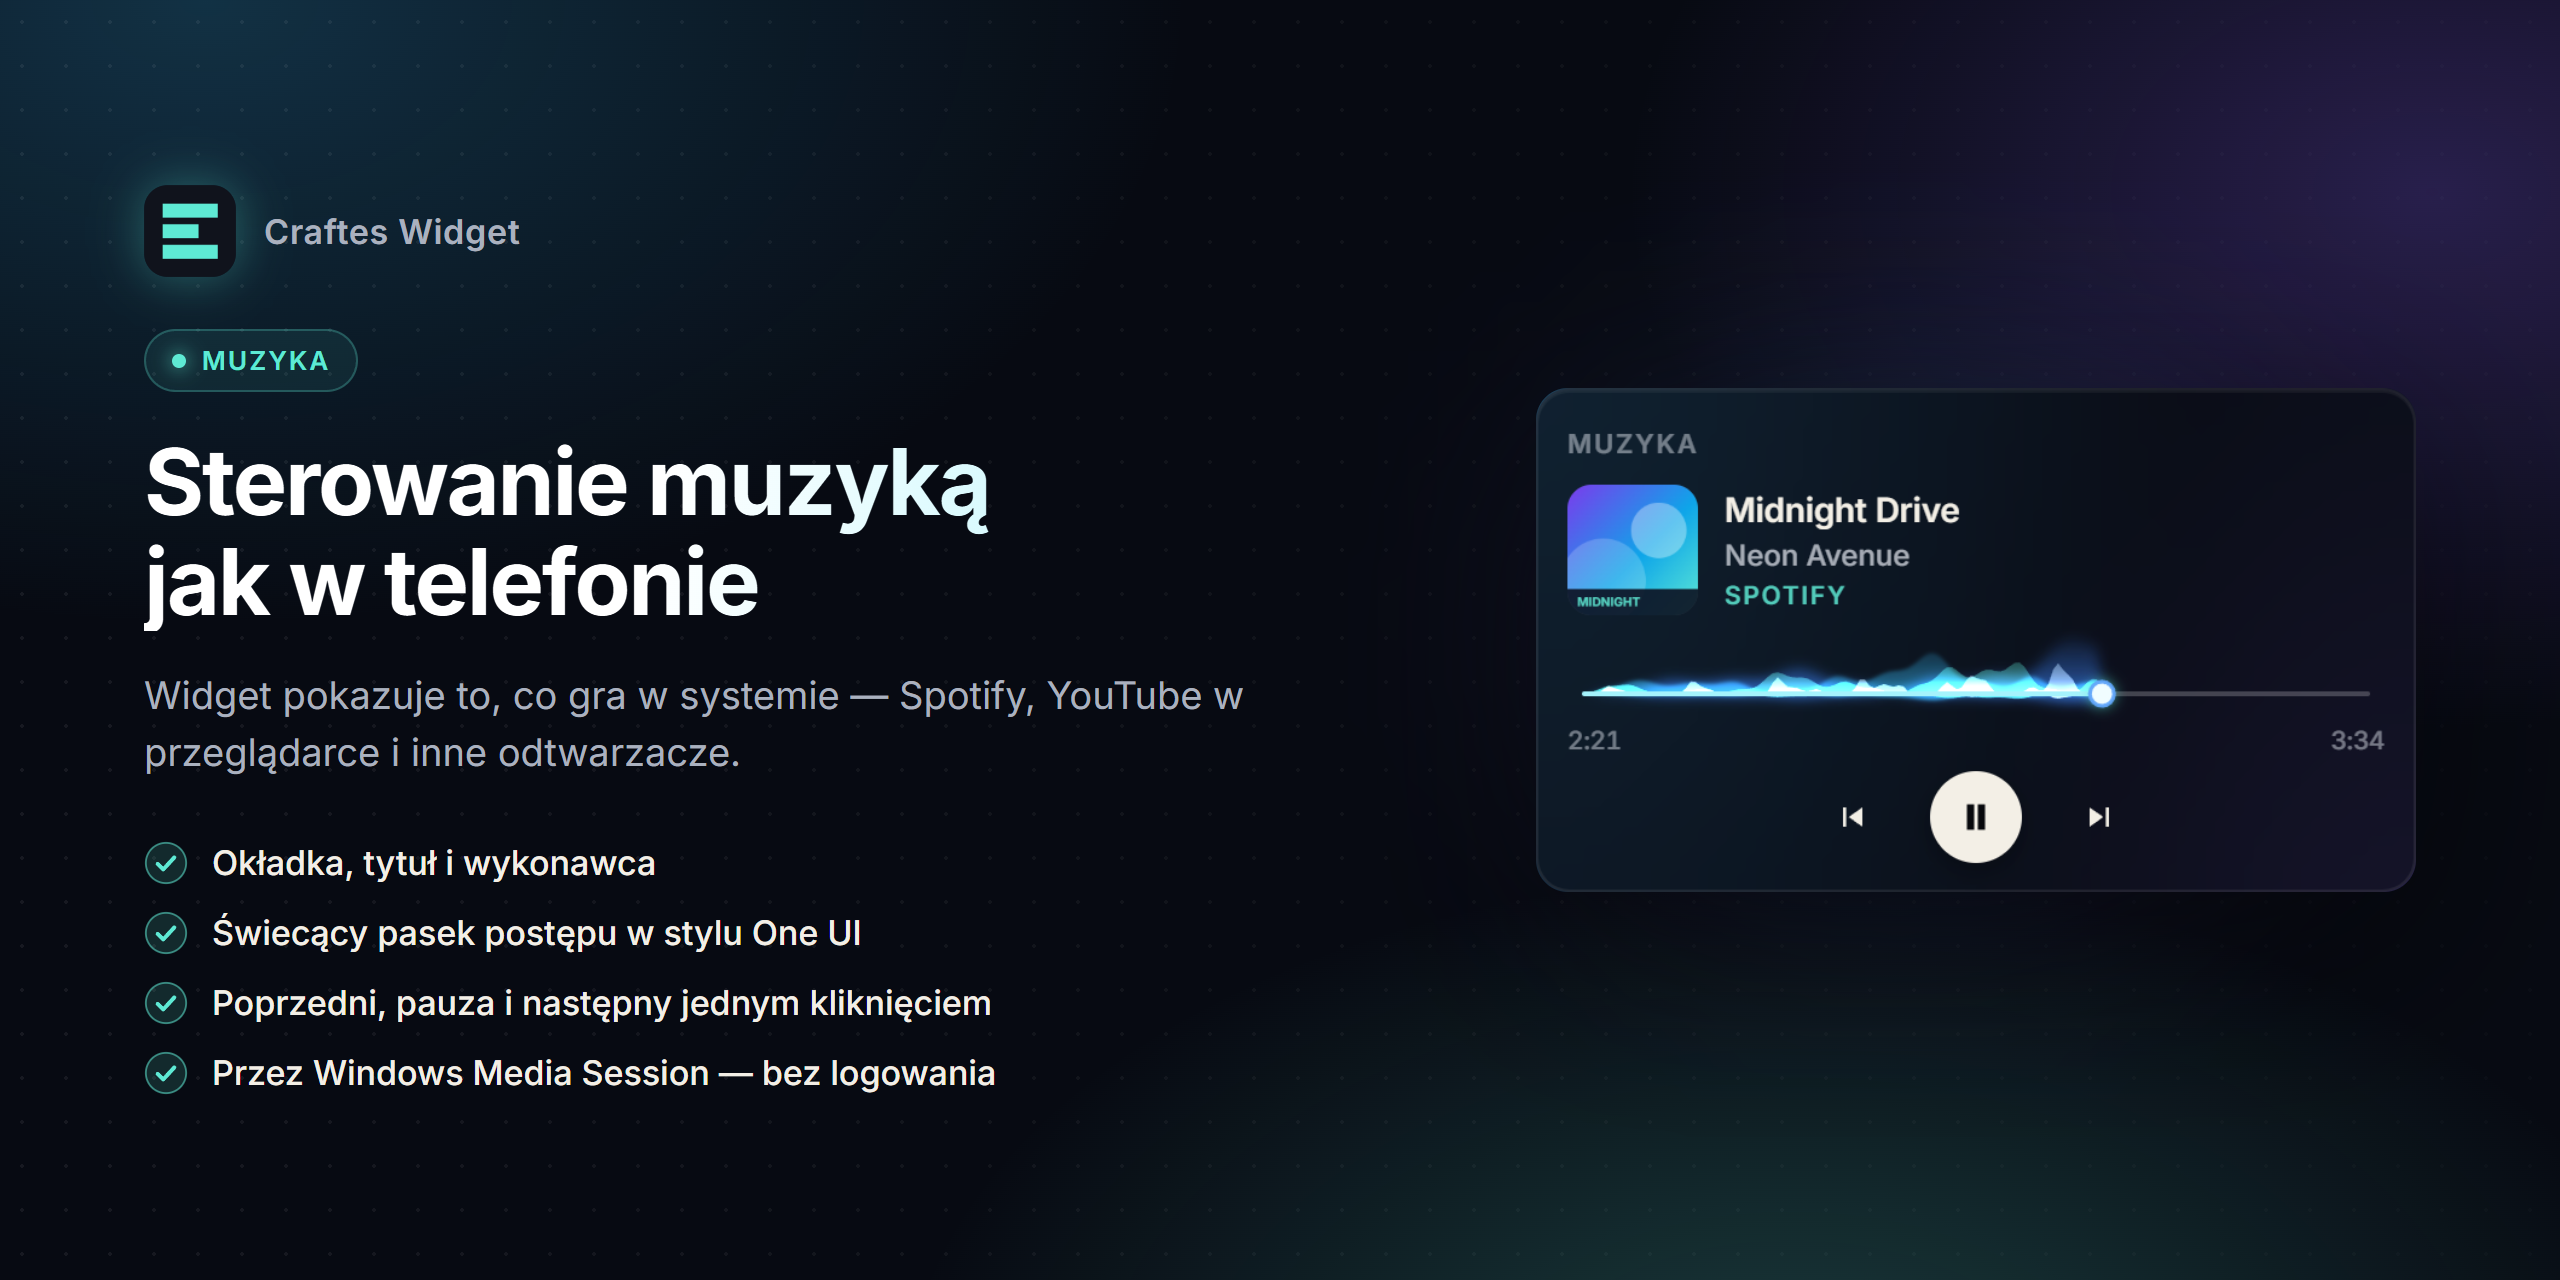 Craftes Widget
MUZYKA
Sterowanie muzyką
jak w telefonie
Widget pokazuje to, co gra w systemie — Spotify, YouTube w
przeglądarce i inne odtwarzacze.
Okładka, tytuł i wykonawca
Świecący pasek postępu w stylu One UI
Poprzedni, pauza i następny jednym kliknięciem
Przez Windows Media Session — bez logowania
MUZYKA
Midnight Drive
Neon Avenue
SPOTIFY
MIDNIGHT
2:21
3:34